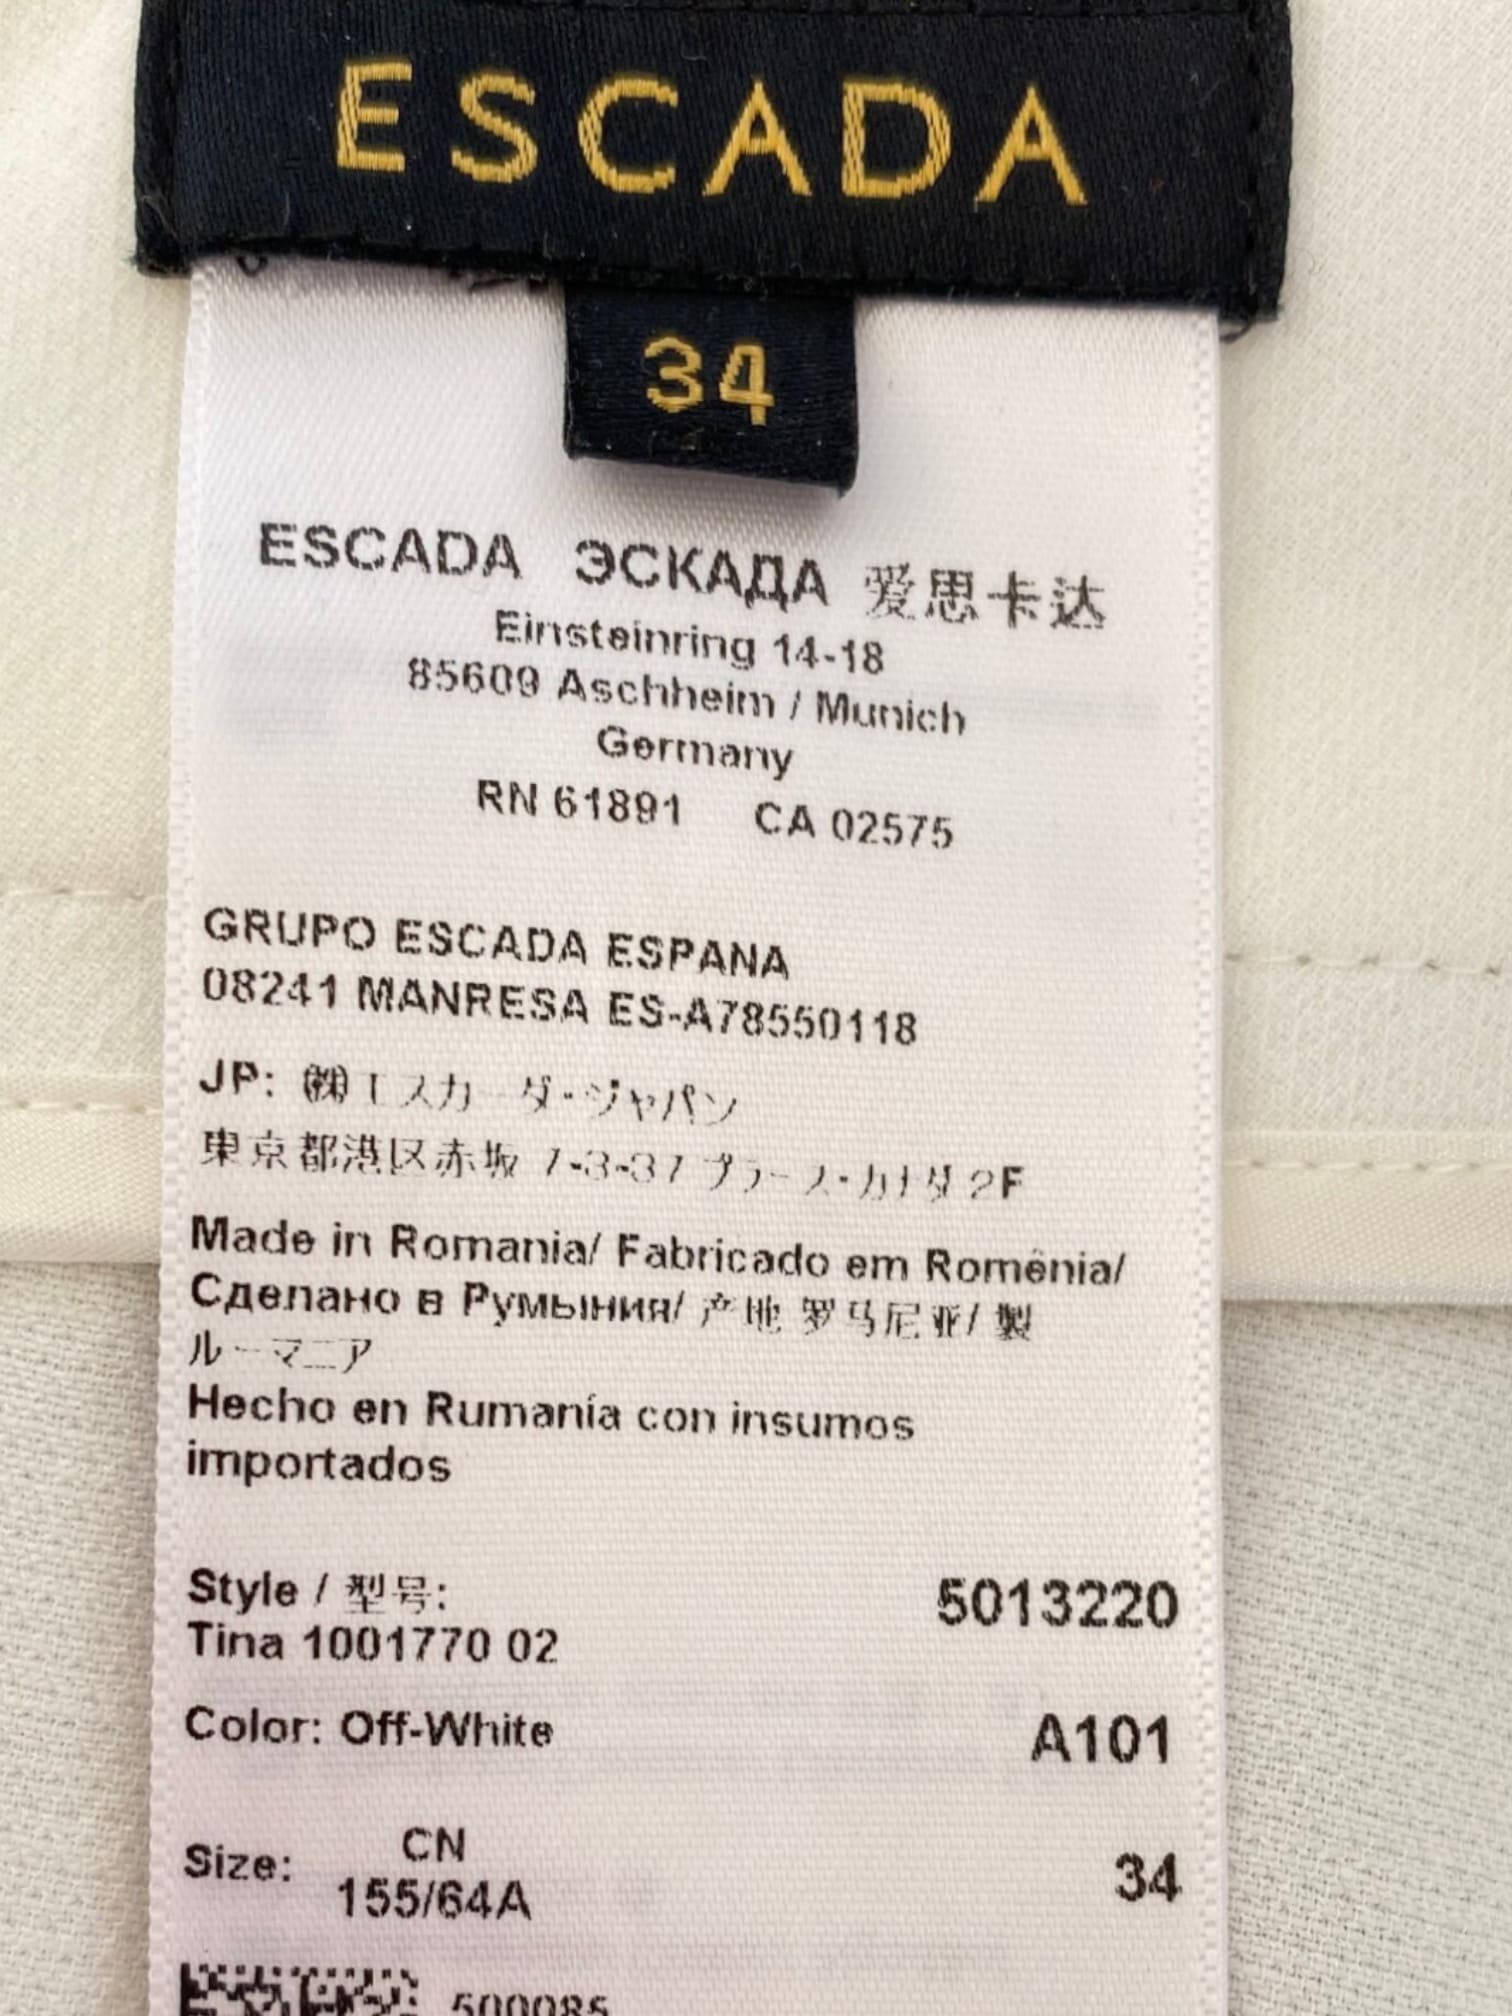 ESCADA
34
ESCADA ЭСКАДА 爱思卡达
Einsteinring 14-18
85609 Aschheim / Munich
Germany
RN 61891 CA 02575
GRUPO ESCADA ESPANA
08241 MANRESA ES-A78550118
JP: ㈱エスカーダ・ジャパン
東京都港区赤坂 7-3-37 プラース・カナダ 2F
Made in Romania/ Fabricado em Romênia/
Сделано в Румыния/ 产地 罗马尼亚/ 製
ルーマニア
Hecho en Rumanía con insumos
importados
Style / 型号: 5013220
Tina 1001770 02
Color: Off-White A101
Size: CN 34
155/64A
500085